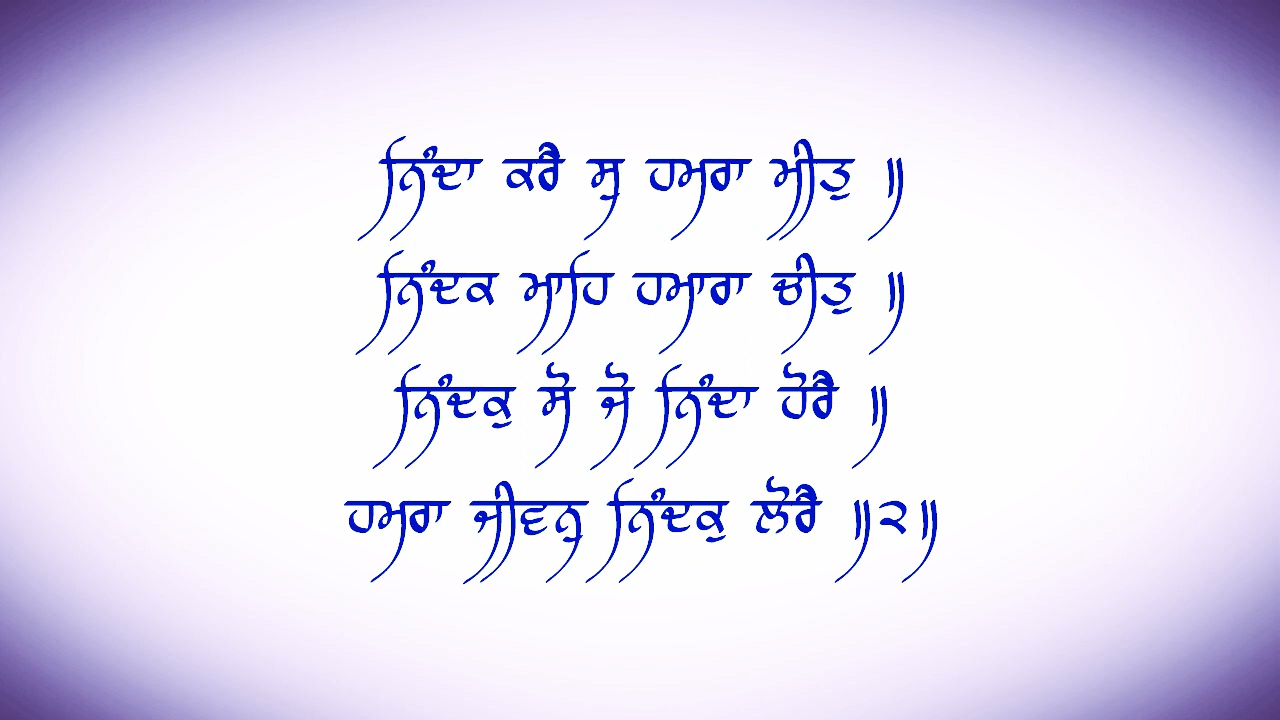 ਨਿੰਦਾ ਕਰੈ ਸੁ ਹਮਰਾ ਮੀਤੁ ॥
ਨਿੰਦਕ ਮਾਹਿ ਹਮਾਰਾ ਚੀਤੁ ॥
ਨਿੰਦਕੁ ਸੋ ਜੋ ਨਿੰਦਾ ਹੋਰੈ ॥
ਹਮਰਾ ਜੀਵਨੁ ਨਿੰਦਕੁ ਲੋਰੈ ॥੨॥